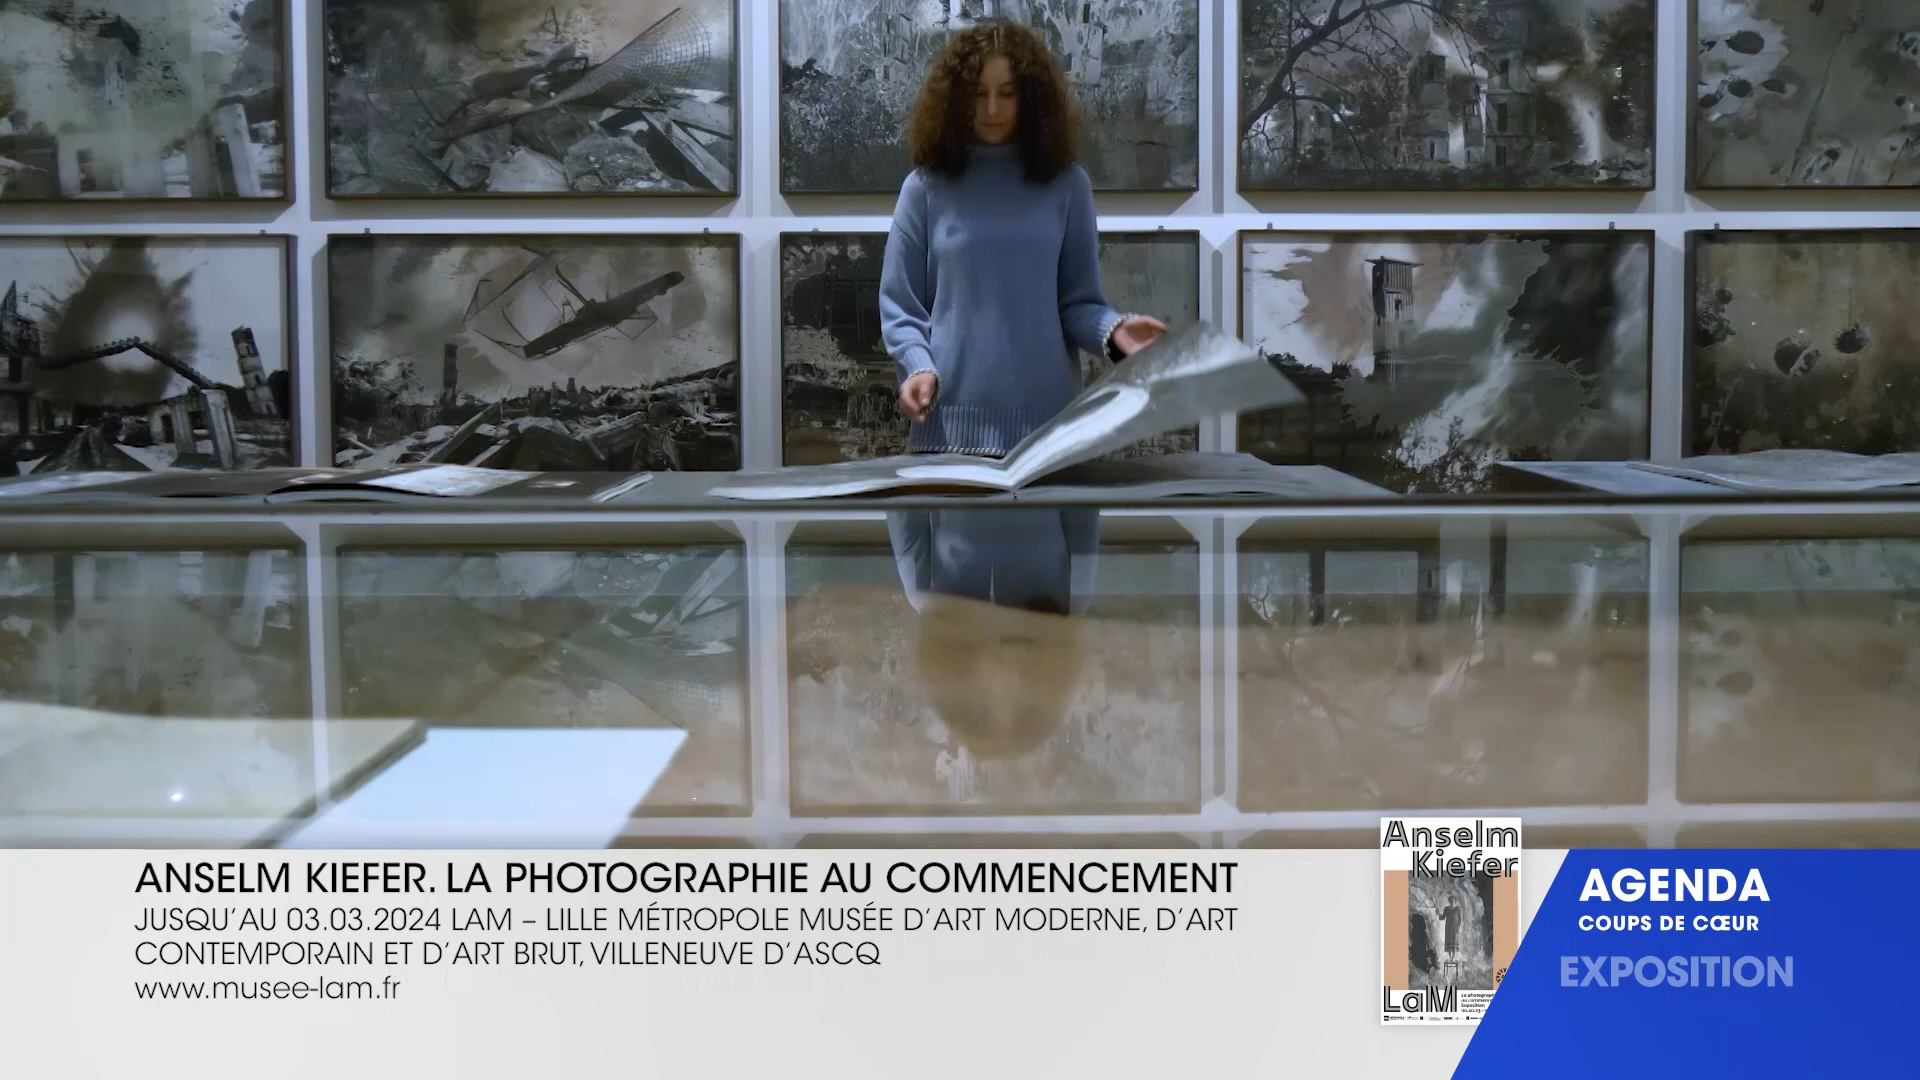 ANSELM KIEFER. LA PHOTOGRAPHIE AU COMMENCEMENT
JUSQU'AU 03.03.2024 LAM – LILLE MÉTROPOLE MUSÉE D'ART MODERNE, D'ART
CONTEMPORAIN ET D'ART BRUT, VILLENEUVE D'ASCQ
www.musee-lam.fr
Anselm
Kiefer
LaM
AGENDA
COUPS DE CŒUR
EXPOSITION